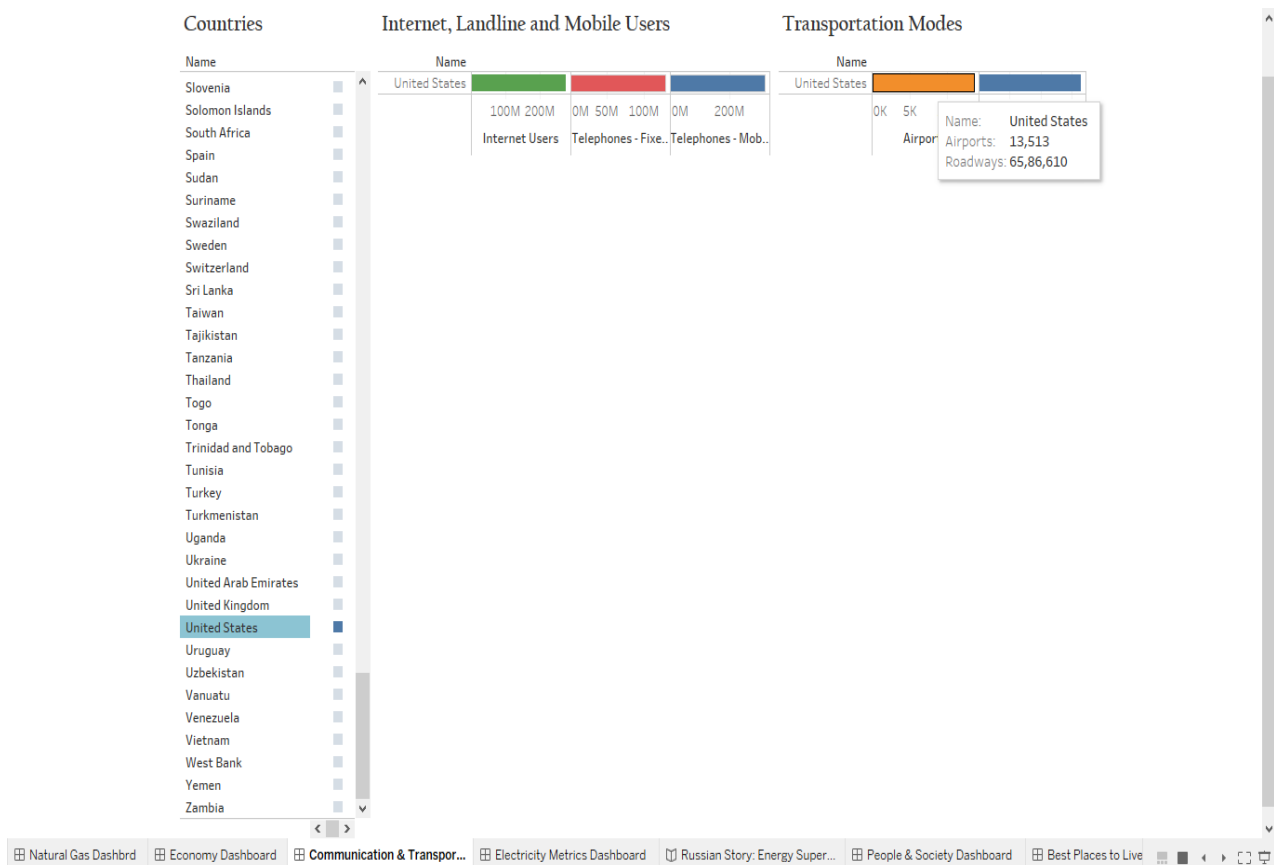 Countries
Name
Slovenia
Solomon Islands
South Africa
Spain
Sudan
Suriname
Swaziland
Sweden
Switzerland
Sri Lanka
Taiwan
Tajikistan
Tanzania
Thailand
Togo
Tonga
Trinidad and Tobago
Tunisia
Turkey
Turkmenistan
Uganda
Ukraine
United Arab Emirates
United Kingdom
United States
Uruguay
Uzbekistan
Vanuatu
Venezuela
Vietnam
West Bank
Yemen
Zambia
Internet, Landline and Mobile Users
Name
United States
100M 200M 0M 50M 100M 0M 200M
Internet Users Telephones - Fixe.. Telephones - Mob..
Transportation Modes
Name
United States
0K 5K
Airpor
Name: United States
Airports: 13,513
Roadways: 65,86,610
Natural Gas Dashbrd Economy Dashboard Communication & Transpor... Electricity Metrics Dashboard Russian Story: Energy Super... People & Society Dashboard Best Places to Live